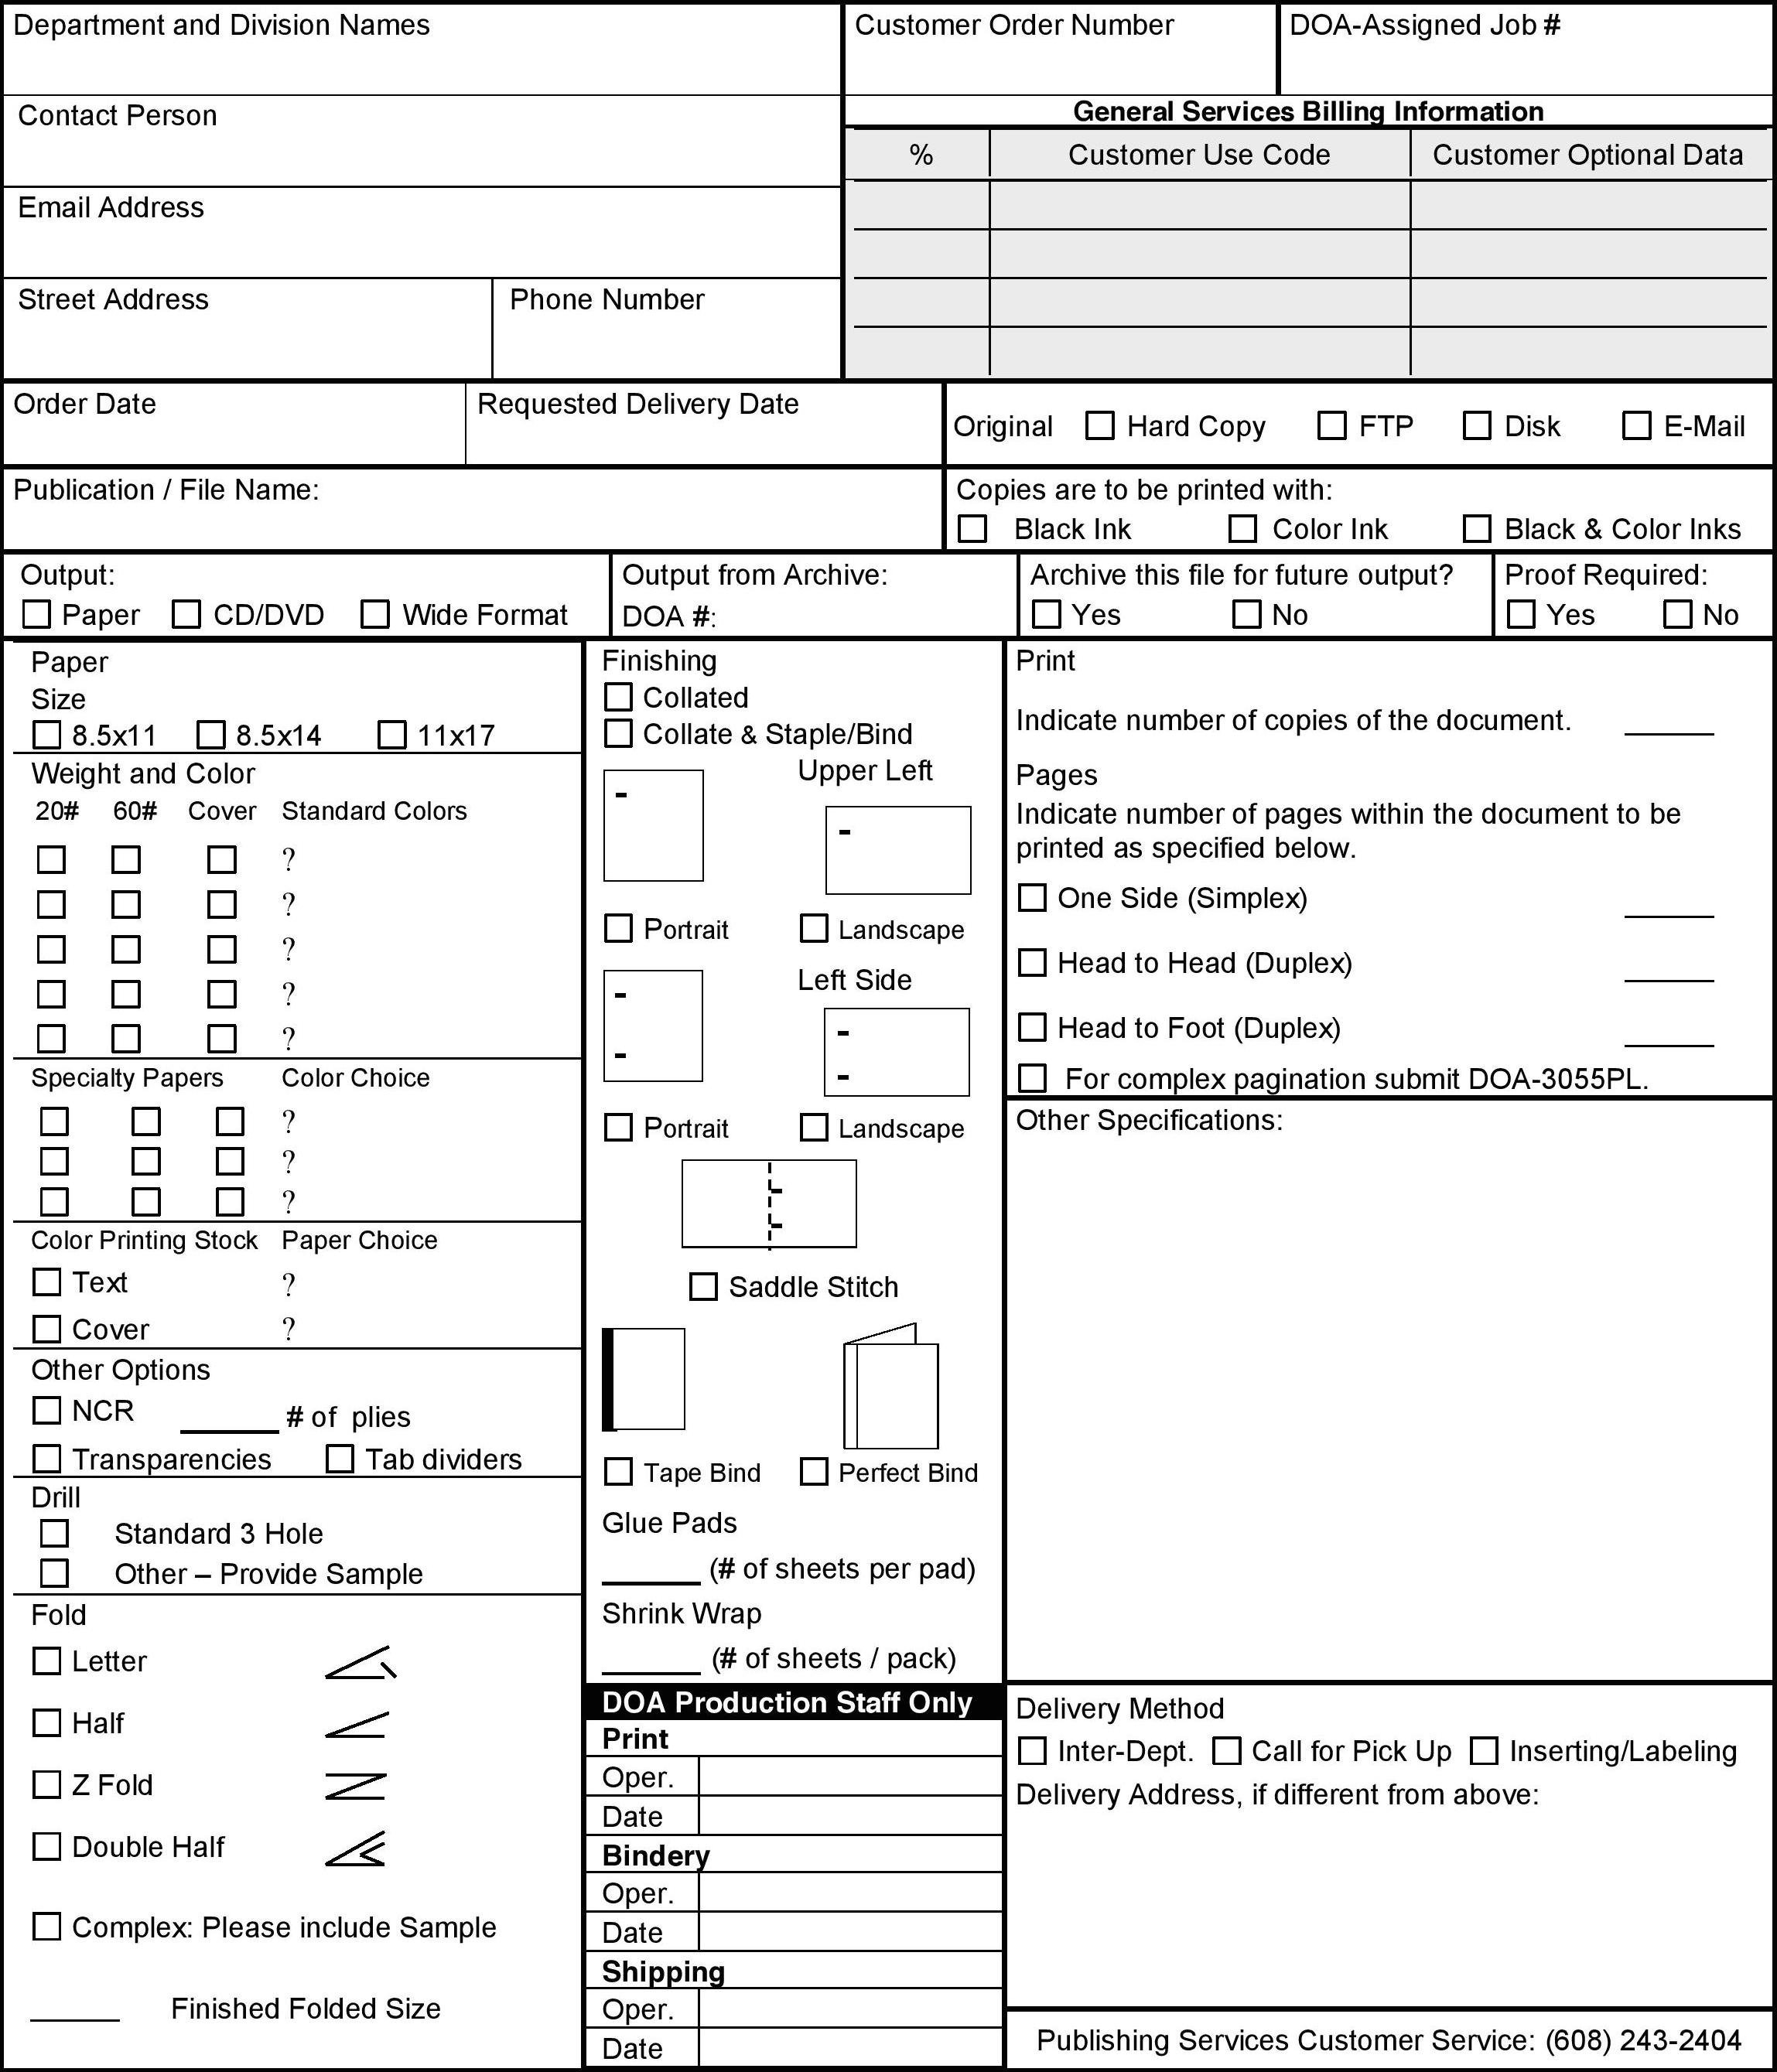 Department and Division Names
Customer Order Number
DOA-Assigned Job #
Contact Person
General Services Billing Information
% Customer Use Code Customer Optional Data
Email Address
Street Address
Phone Number
Order Date
Requested Delivery Date
Original Hard Copy FTP Disk E-Mail
Publication / File Name:
Copies are to be printed with:
Black Ink Color Ink Black & Color Inks
Output:
Paper CD/DVD Wide Format
Output from Archive:
DOA #:
Archive this file for future output?
Yes No
Proof Required:
Yes No
Paper
Size
8.5x11 8.5x14 11x17
Weight and Color
20# 60# Cover Standard Colors
?
?
?
?
?
Specialty Papers Color Choice
?
?
?
Color Printing Stock Paper Choice
Text ?
Cover ?
Other Options
NCR # of plies
Transparencies Tab dividers
Drill
Standard 3 Hole
Other – Provide Sample
Fold
Letter
Half
Z Fold
Double Half
Complex: Please include Sample
Finished Folded Size
Finishing
Collated
Collate & Staple/Bind
Upper Left
Portrait Landscape
Left Side
Portrait Landscape
Saddle Stitch
Tape Bind Perfect Bind
Glue Pads
(# of sheets per pad)
Shrink Wrap
(# of sheets / pack)
DOA Production Staff Only
Print
Oper.
Date
Bindery
Oper.
Date
Shipping
Oper.
Date
Print
Indicate number of copies of the document.
Pages
Indicate number of pages within the document to be
printed as specified below.
One Side (Simplex)
Head to Head (Duplex)
Head to Foot (Duplex)
For complex pagination submit DOA-3055PL.
Other Specifications:
Delivery Method
Inter-Dept. Call for Pick Up Inserting/Labeling
Delivery Address, if different from above:
Publishing Services Customer Service: (608) 243-2404